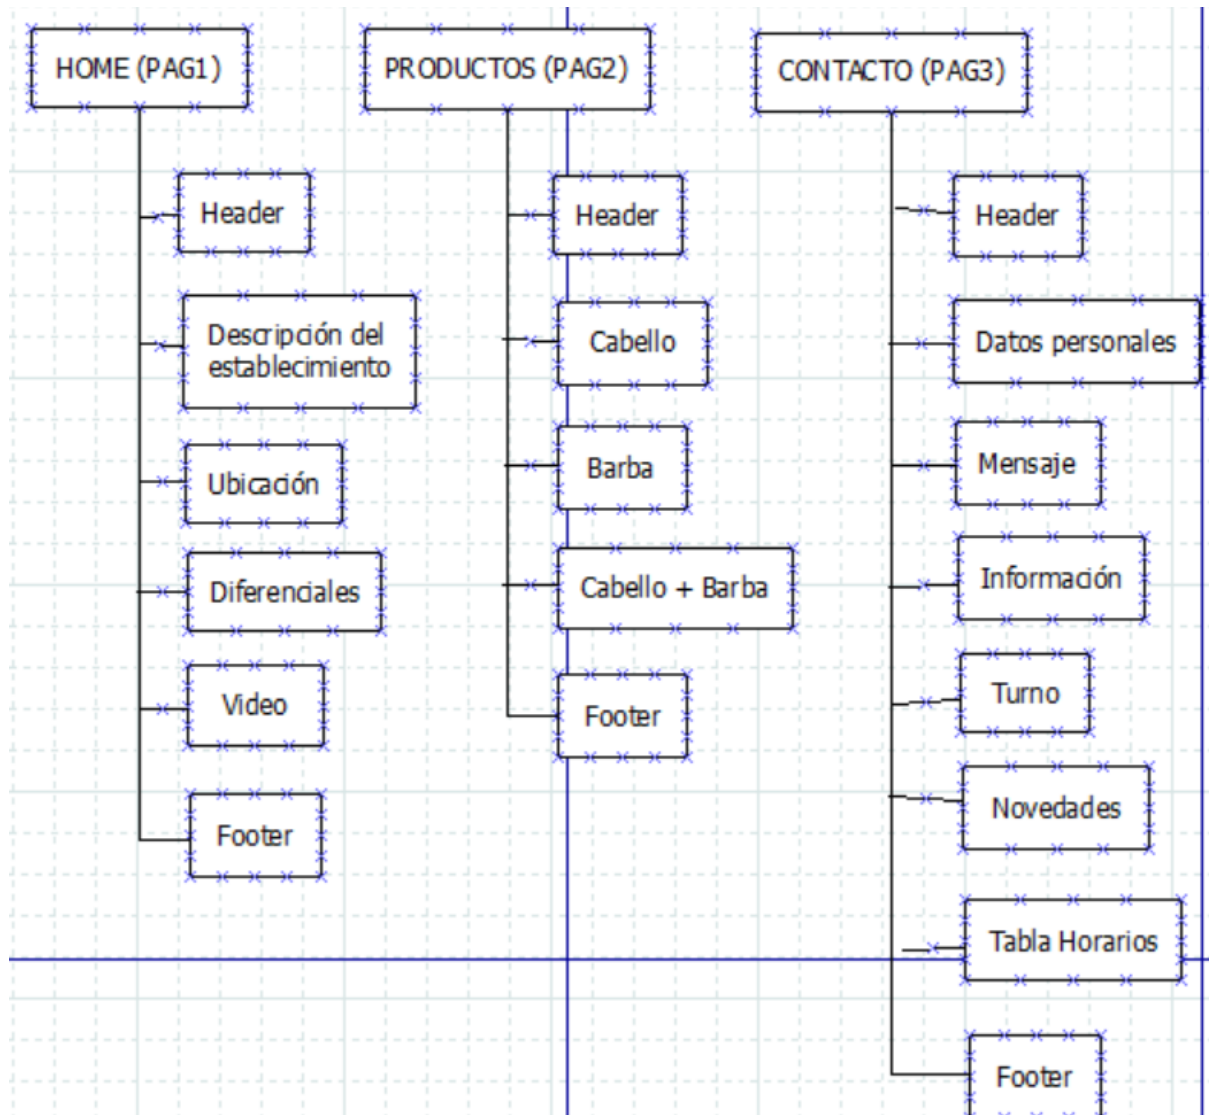 HOME (PAG1)
Header
Descripción del
establecimiento
Ubicación
Diferenciales
Video
Footer
PRODUCTOS (PAG2)
Header
Cabello
Barba
Cabello + Barba
Footer
CONTACTO (PAG3)
Header
Datos personales
Mensaje
Información
Turno
Novedades
Tabla Horarios
Footer